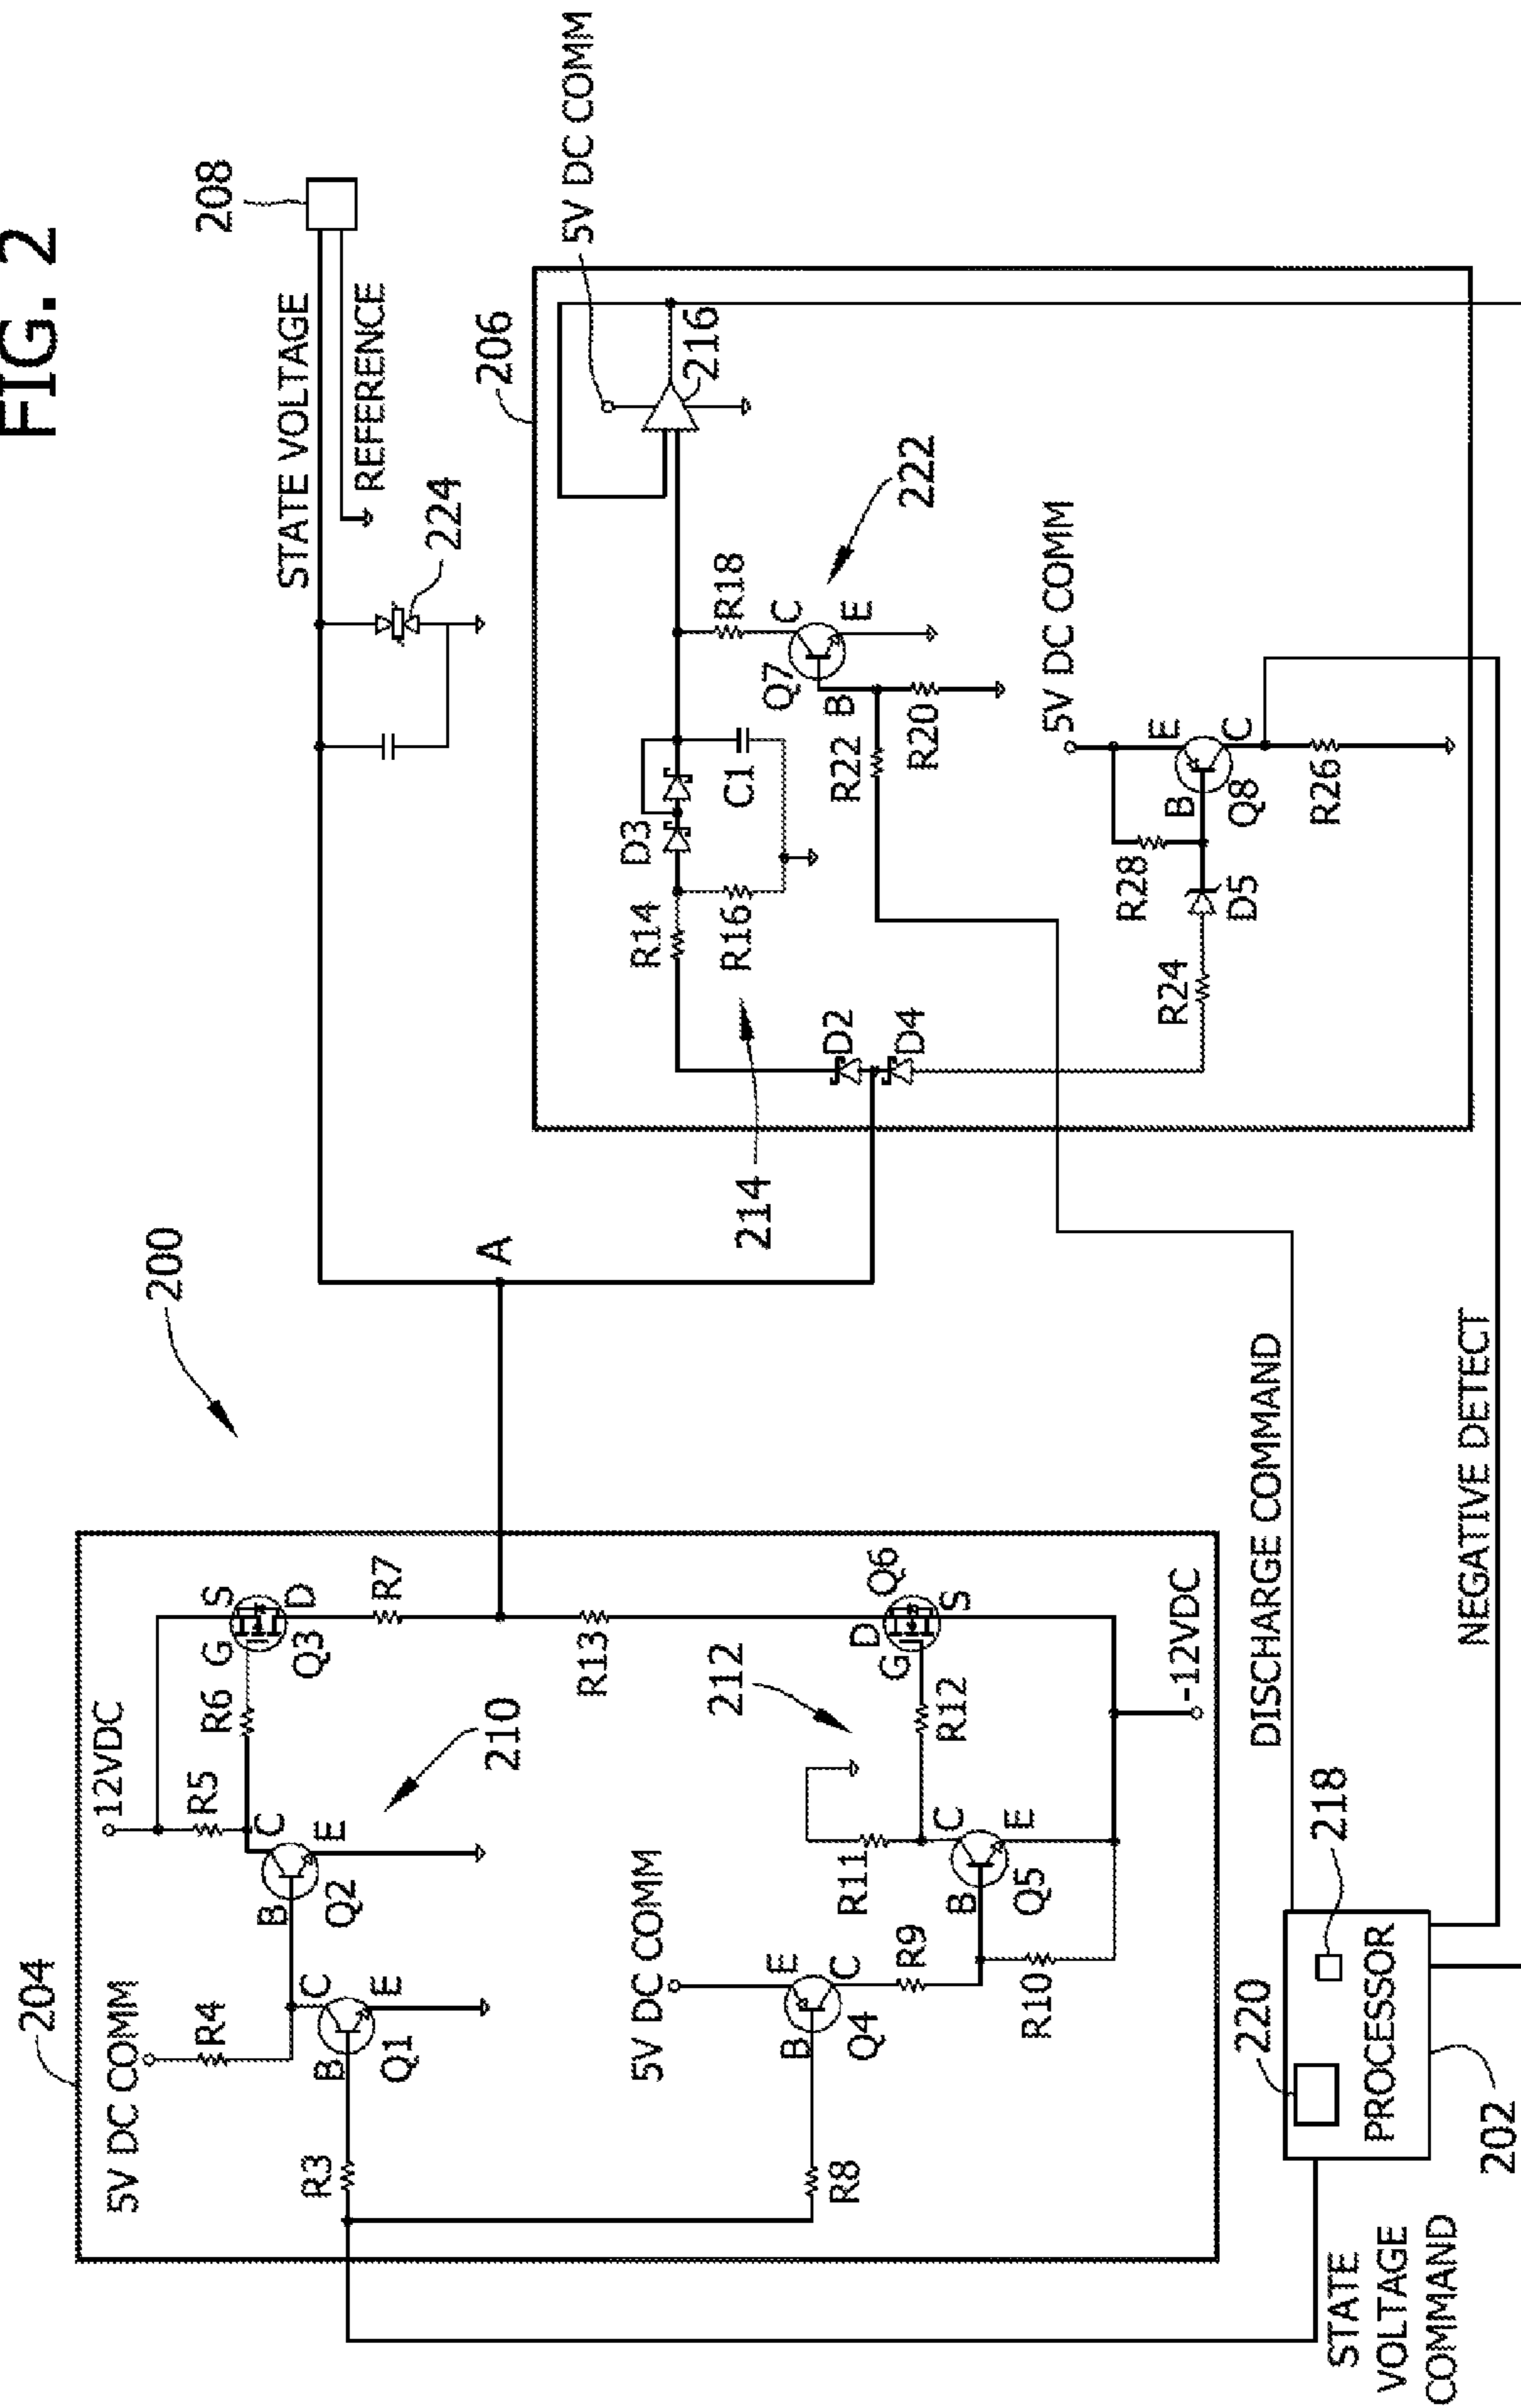 FIG. 2
200
204
12VDC
5V DC COMM
R4
R5
R6
G
S
D
Q3
R7
C
E
B
Q2
210
C
E
B
Q1
R3
R13
5V DC COMM
E
C
B
Q4
R8
R9
R10
R11
C
E
B
Q5
R12
212
D
G
S
Q6
-12VDC
A
STATE VOLTAGE
REFERENCE
208
224
206
5V DC COMM
216
D3
R14
R16
C1
214
R18
C
E
Q7
B
222
R22
R20
D2
D4
5V DC COMM
E
C
B
Q8
R28
R26
D5
R24
DISCHARGE COMMAND
NEGATIVE DETECT
218
220
PROCESSOR
202
STATE
VOLTAGE
COMMAND